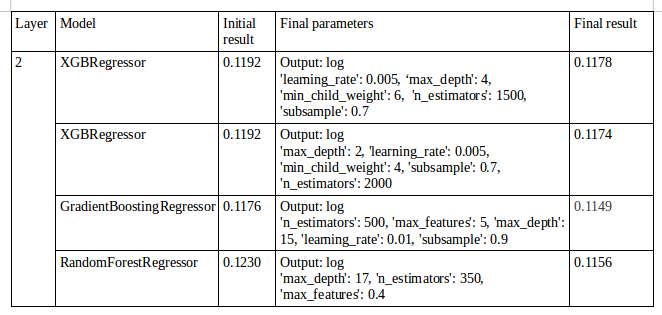 Layer Model Initial result Final parameters Final result
2 XGBRegressor 0.1192 Output: log 0.1178
'learning_rate': 0.005, ‘max_depth': 4,
'min_child_weight': 6, 'n_estimators': 1500,
'subsample': 0.7
XGBRegressor 0.1192 Output: log 0.1174
'max_depth': 2, 'learning_rate': 0.005,
'min_child_weight': 4, 'subsample': 0.7,
'n_estimators': 2000
GradientBoostingRegressor 0.1176 Output: log 0.1149
'n_estimators': 500, 'max_features': 5, 'max_depth':
15, 'learning_rate': 0.01, 'subsample': 0.9
RandomForestRegressor 0.1230 Output: log 0.1156
'max_depth': 17, 'n_estimators': 350,
'max_features': 0.4